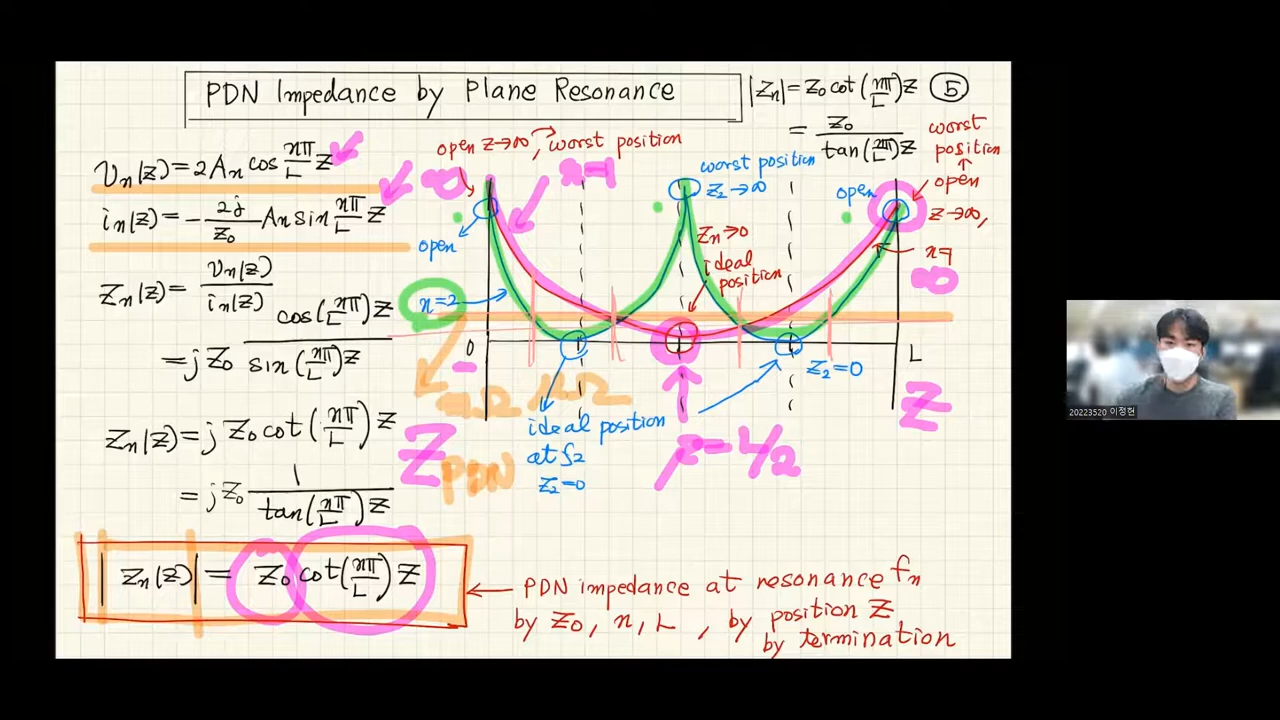 PDN Impedance by Plane Resonance
|Zn| = Z0 cot(nπ/L)Z ⑤
= Z0 / tan(nπ/L)Z
Vn(Z) = 2An cos nπ/L Z
in(Z) = - 2j/Z0 An sin nπ/L Z
Zn(Z) = Vn(Z) / in(Z)
= j Z0 cos(nπ/L)Z / sin(nπ/L)Z
Zn(Z) = j Z0 cot(nπ/L)Z
= j Z0 1 / tan(nπ/L)Z
|Zn(Z)| = Z0 cot(nπ/L)Z
open Z→∞, worst position
∞
n=1
worst position
Z2→∞
open
worst
position
open
Z→∞,
n=1
∞
open
Zn→0
ideal
position
n=2
0
L
Z2=0
Z
mΩ μΩ
Z PDN
Z=L/2
ideal position
at f2
Z2=0
PDN impedance at resonance fn
by Z0, n, L, by position Z
by termination
20223520 이정현